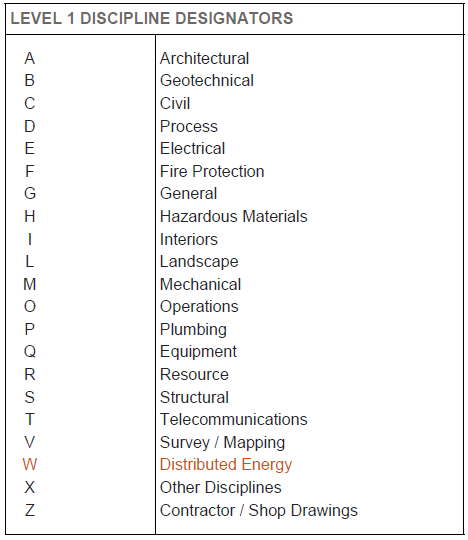 LEVEL 1 DISCIPLINE DESIGNATORS
A Architectural
B Geotechnical
C Civil
D Process
E Electrical
F Fire Protection
G General
H Hazardous Materials
I Interiors
L Landscape
M Mechanical
O Operations
P Plumbing
Q Equipment
R Resource
S Structural
T Telecommunications
V Survey / Mapping
W Distributed Energy
X Other Disciplines
Z Contractor / Shop Drawings